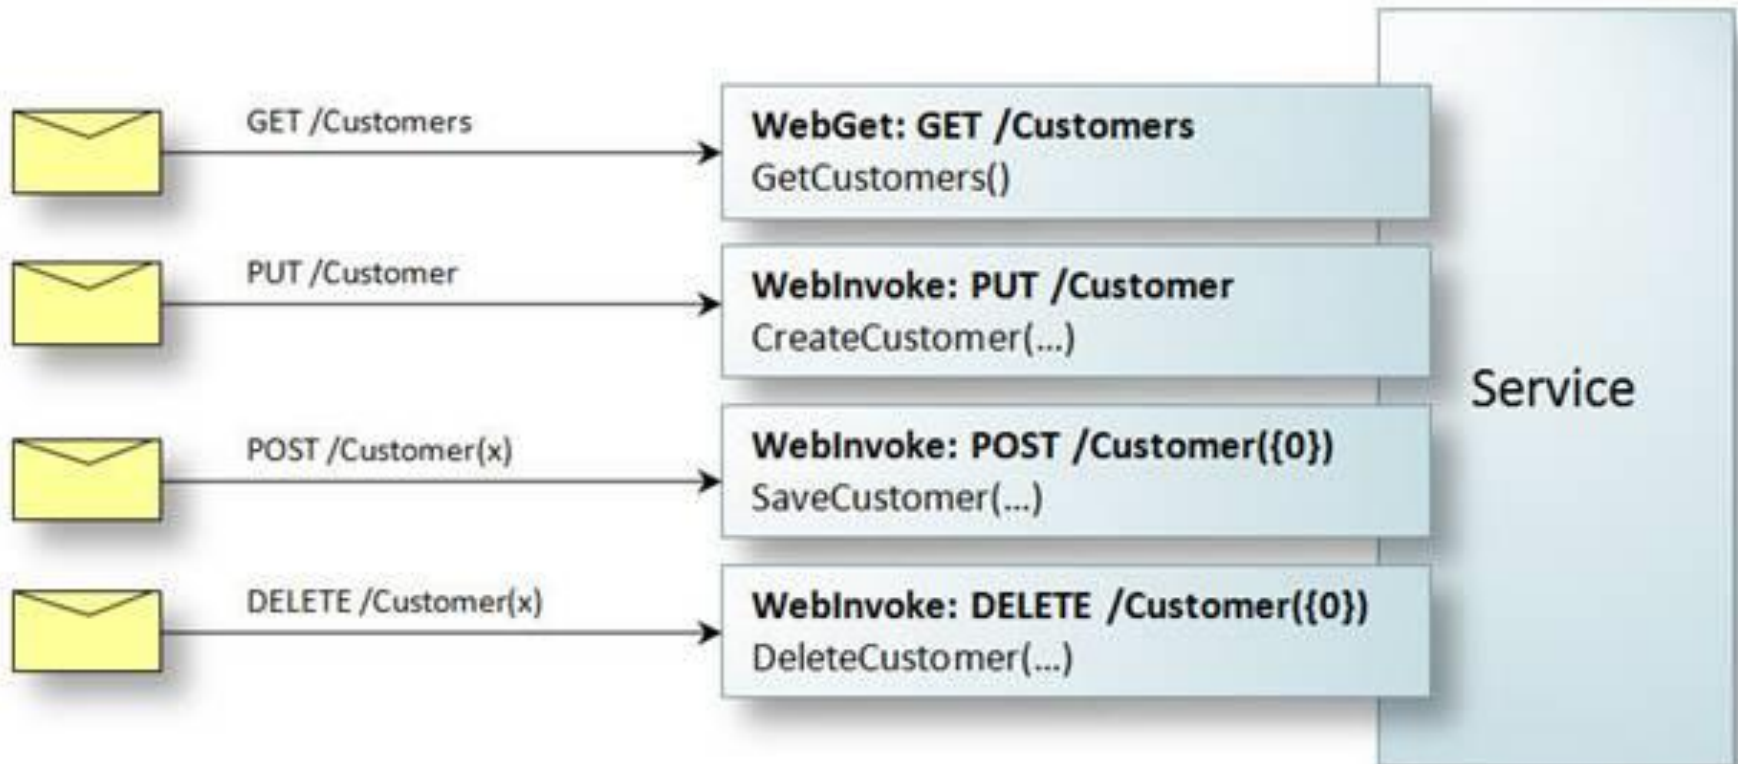 GET /Customers
WebGet: GET /Customers
GetCustomers()
PUT /Customer
WebInvoke: PUT /Customer
CreateCustomer(...)
POST /Customer(x)
WebInvoke: POST /Customer({0})
SaveCustomer(...)
DELETE /Customer(x)
WebInvoke: DELETE /Customer({0})
DeleteCustomer(...)
Service